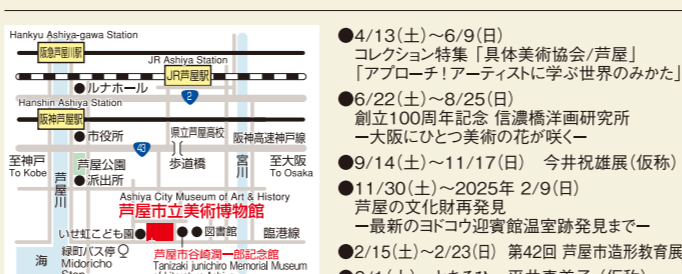 Hankyu Ashiya-gawa Station
阪急芦屋川駅
JR Ashiya Station
JR芦屋駅
●ルナホール
2
Hanshin Ashiya Station
阪神芦屋駅
●市役所
県立芦屋高校
阪神高速神戸線
43
至神戸
To Kobe
芦屋公園
●派出所
歩道橋
宮川
至大阪
To Osaka
芦屋川
Ashiya City Museum of Art & History
芦屋市立美術博物館
いせ虹こども園●
●●図書館
臨港線
海
緑町バス停
Midoricho
芦屋市谷崎潤一郎記念館
Tanizaki junichiro Memorial Museum
●4/13(土)〜6/9(日)
コレクション特集「具体美術協会/芦屋」
「アプローチ!アーティストに学ぶ世界のみかた」
●6/22(土)〜8/25(日)
創立100周年記念 信濃橋洋画研究所
ー大阪にひとつ美術の花が咲くー
●9/14(土)〜11/17(日) 今井祝雄展(仮称)
●11/30(土)〜2025年 2/9(日)
芦屋の文化財再発見
ー最新のヨドコウ迎賓館温室跡発見までー
●2/15(土)〜2/23(日) 第42回 芦屋市造形教育展